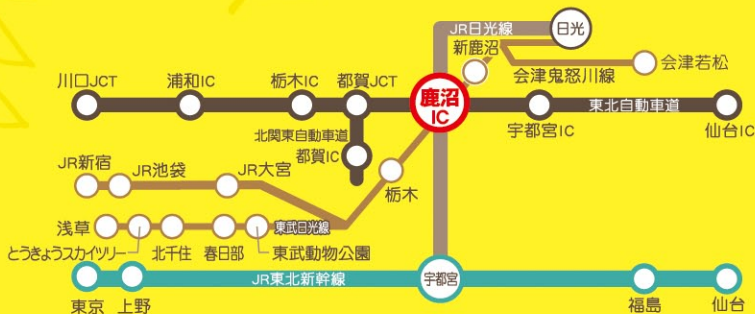 JR日光線
日光
新鹿沼
会津鬼怒川線
会津若松
川口JCT
浦和IC
栃木IC
都賀JCT
鹿沼
IC
東北自動車道
宇都宮IC
仙台IC
北関東自動車道
都賀IC
JR新宿
JR池袋
JR大宮
栃木
浅草
東武日光線
とうきょうスカイツリー
北千住
春日部
東武動物公園
JR東北新幹線
宇都宮
東京
上野
福島
仙台